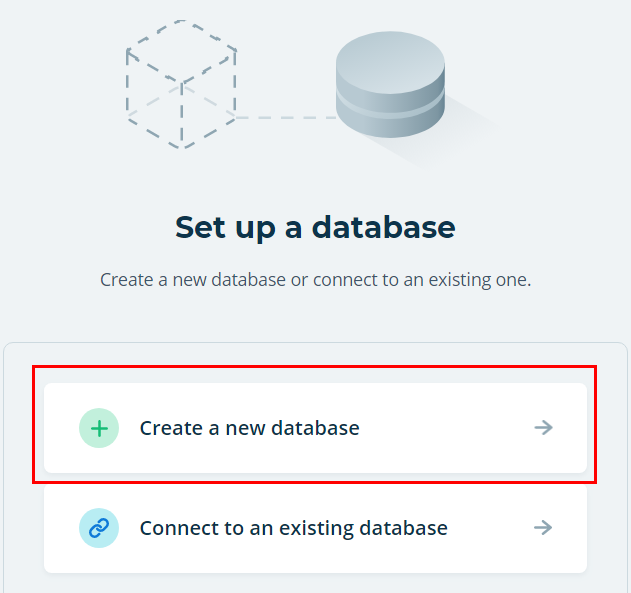 Set up a database
Create a new database or connect to an existing one.
Create a new database
Connect to an existing database